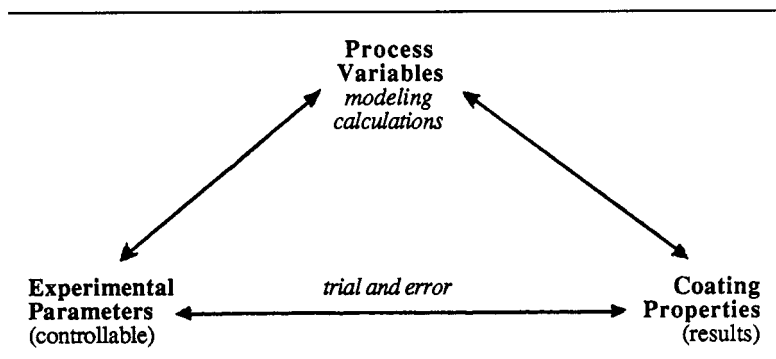 Process
Variables
modeling
calculations
Experimental
Parameters
(controllable)
trial and error
Coating
Properties
(results)